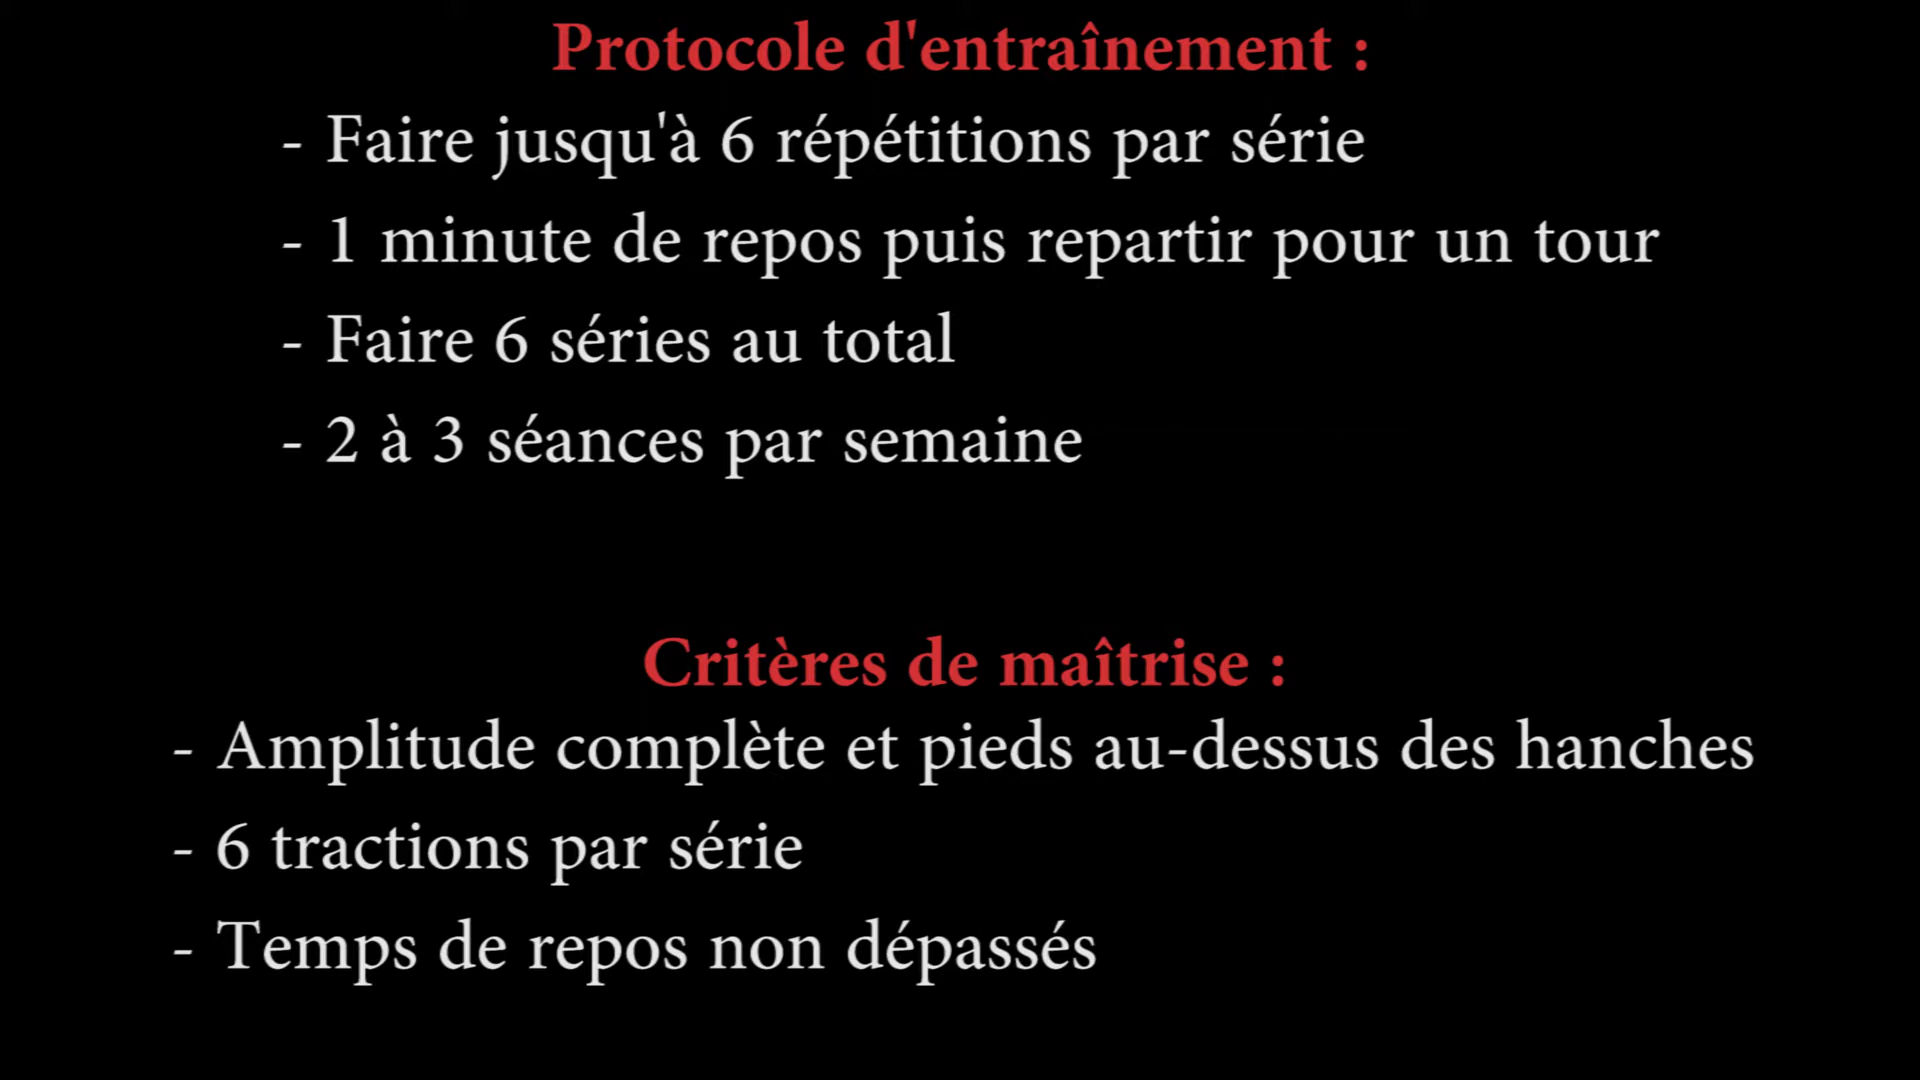 Protocole d'entraînement :
- Faire jusqu'à 6 répétitions par série
- 1 minute de repos puis repartir pour un tour
- Faire 6 séries au total
- 2 à 3 séances par semaine
Critères de maîtrise :
- Amplitude complète et pieds au-dessus des hanches
- 6 tractions par série
- Temps de repos non dépassés